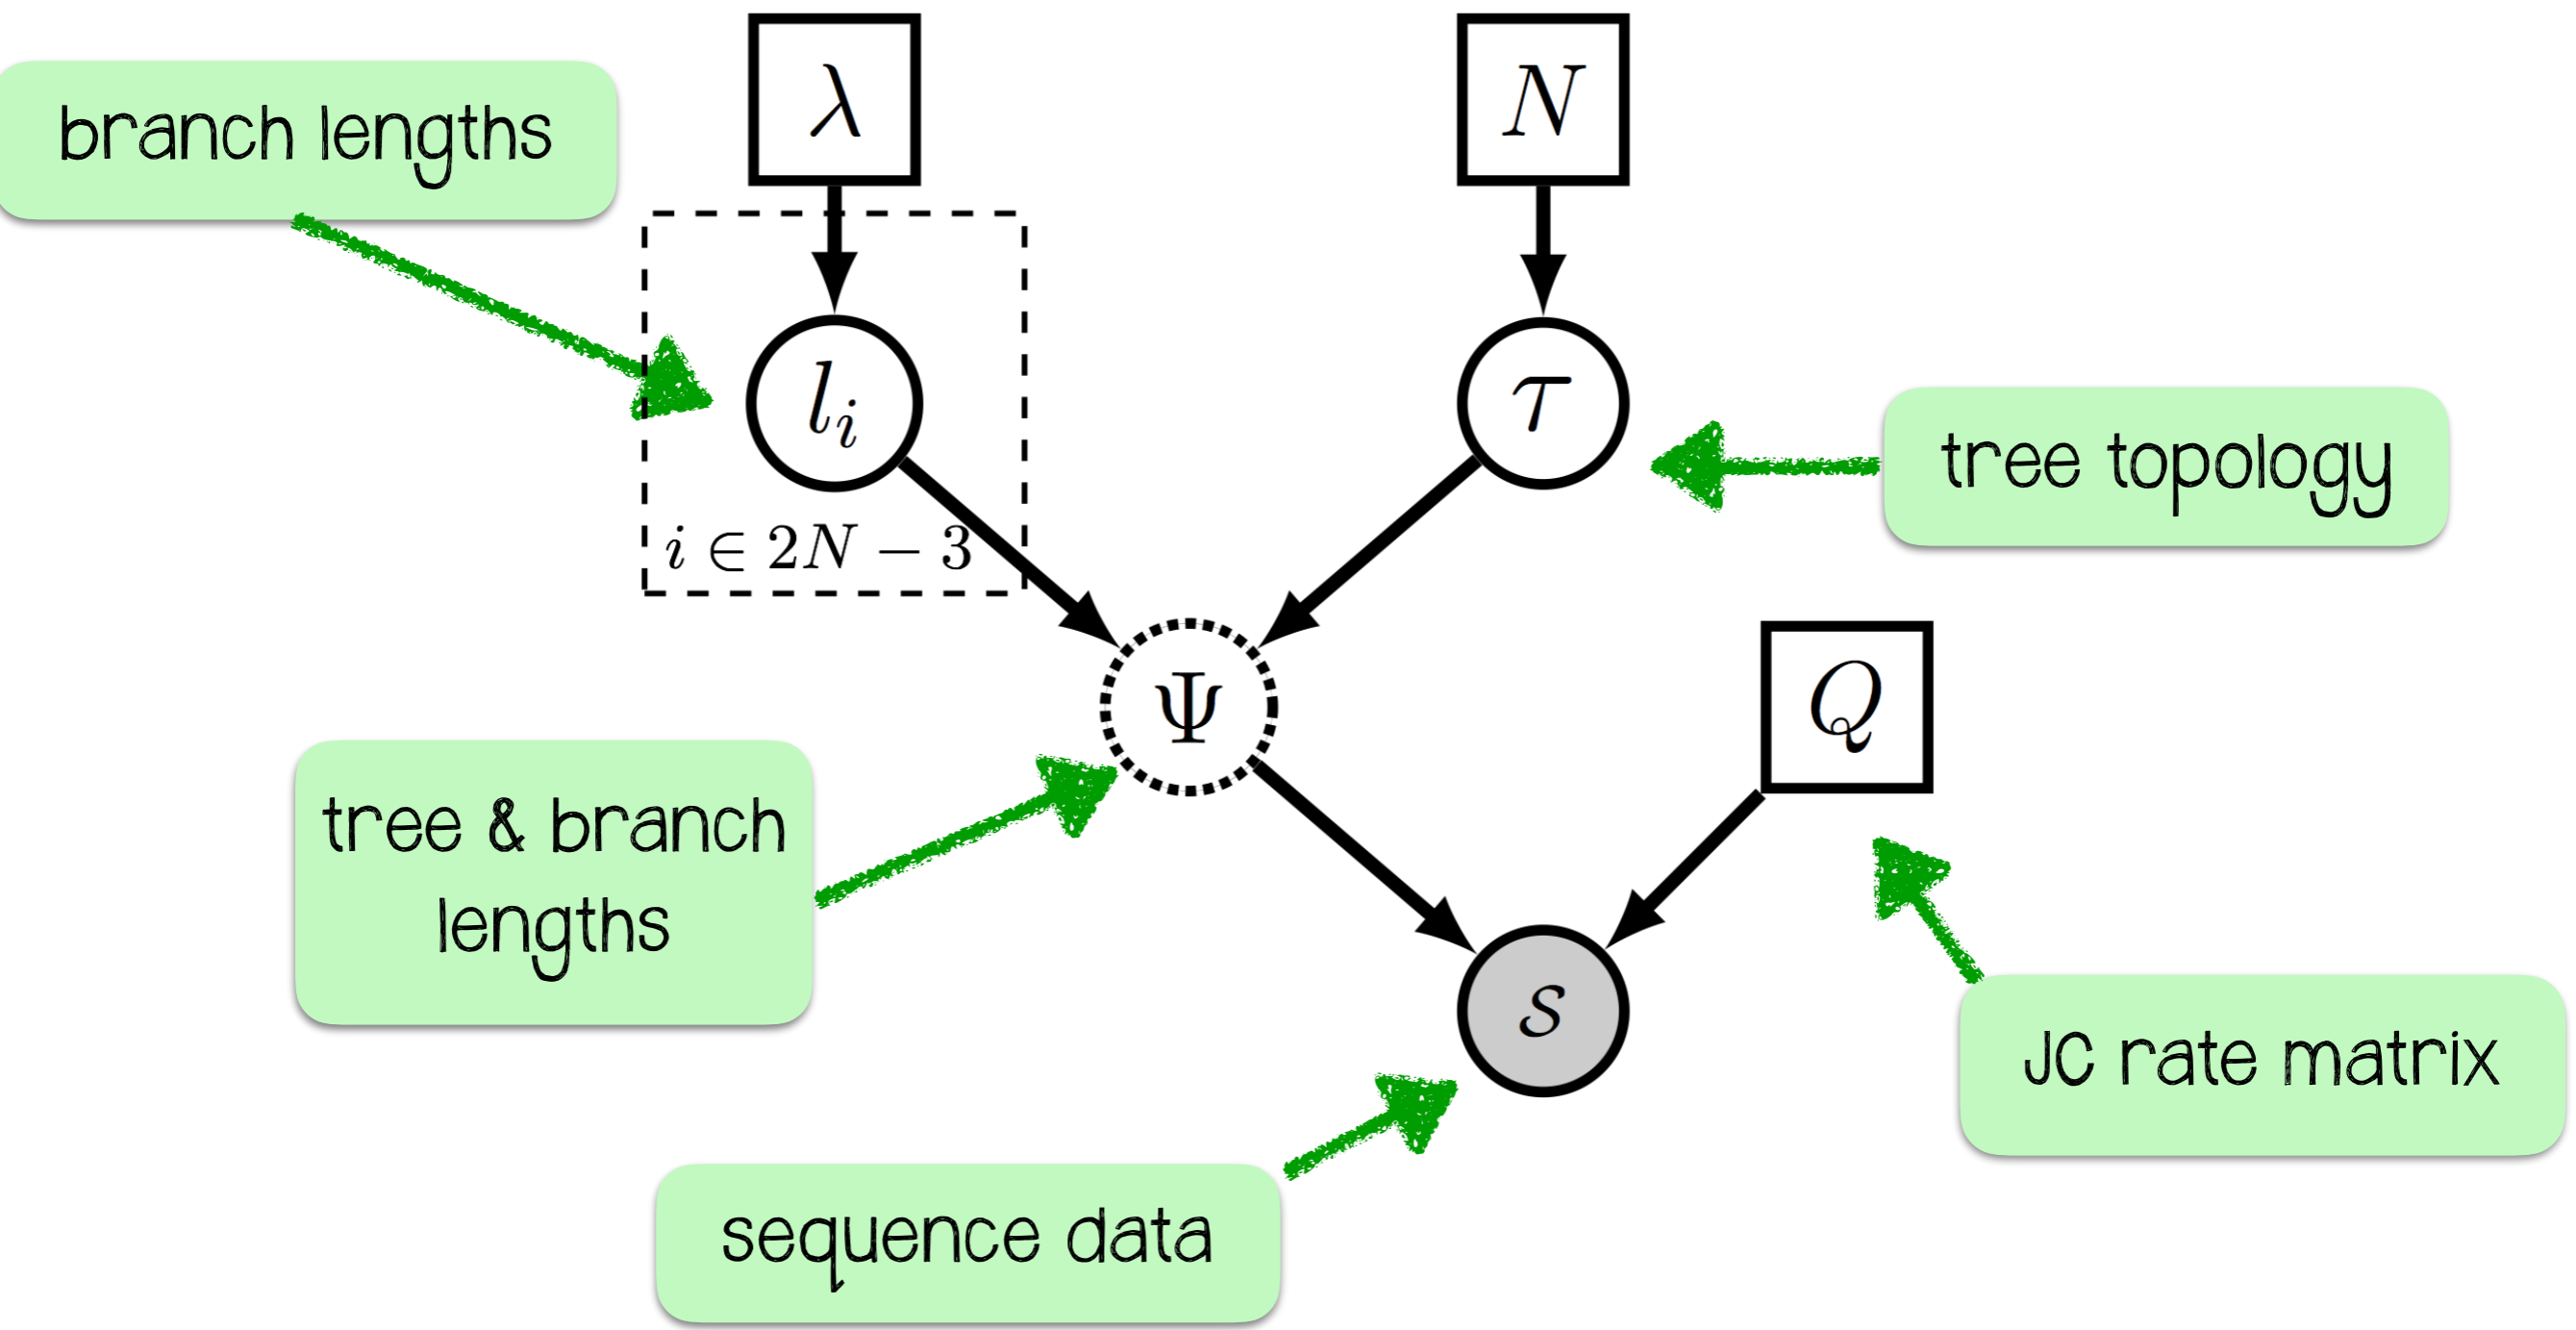 λ
N
branch lengths
l_i
τ
tree topology
i ∈ 2N − 3
Ψ
Q
tree & branch
lengths
S
JC rate matrix
sequence data